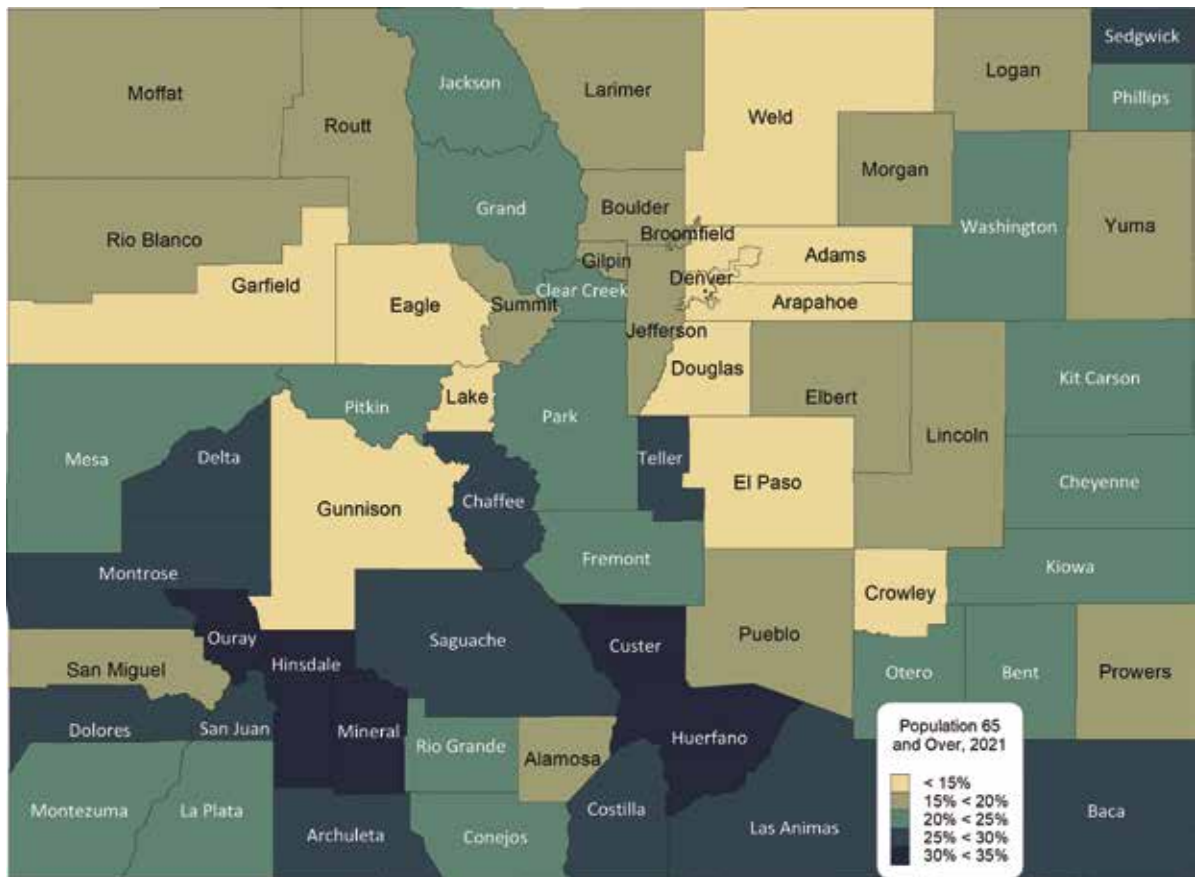 Sedgwick
Jackson
Larimer
Logan
Moffat
Phillips
Weld
Routt
Morgan
Grand
Boulder
Washington
Yuma
Rio Blanco
Broomfield
Gilpin
Adams
Denver
Garfield
Clear Creek
Eagle
Summit
Arapahoe
Jefferson
Douglas
Kit Carson
Lake
Elbert
Pitkin
Park
Lincoln
Mesa
Delta
Teller
El Paso
Cheyenne
Chaffee
Gunnison
Fremont
Kiowa
Montrose
Crowley
Ouray
Saguache
Custer
Pueblo
Hinsdale
San Miguel
Otero
Bent
Prowers
Dolores
San Juan
Mineral
Huerfano
Rio Grande
Alamosa
Population 65
and Over, 2021
< 15%
15% < 20%
20% < 25%
25% < 30%
30% < 35%
Montezuma
La Plata
Costilla
Archuleta
Conejos
Las Animas
Baca